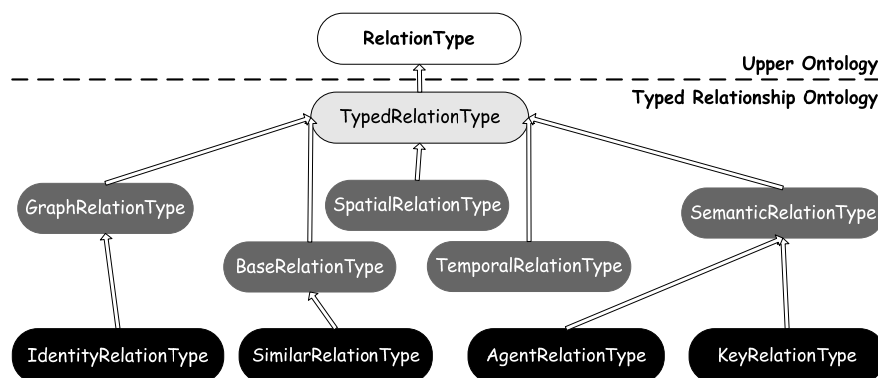 RelationType
Upper Ontology
Typed Relationship Ontology
TypedRelationType
GraphRelationType
SpatialRelationType
SemanticRelationType
BaseRelationType
TemporalRelationType
IdentityRelationType
SimilarRelationType
AgentRelationType
KeyRelationType